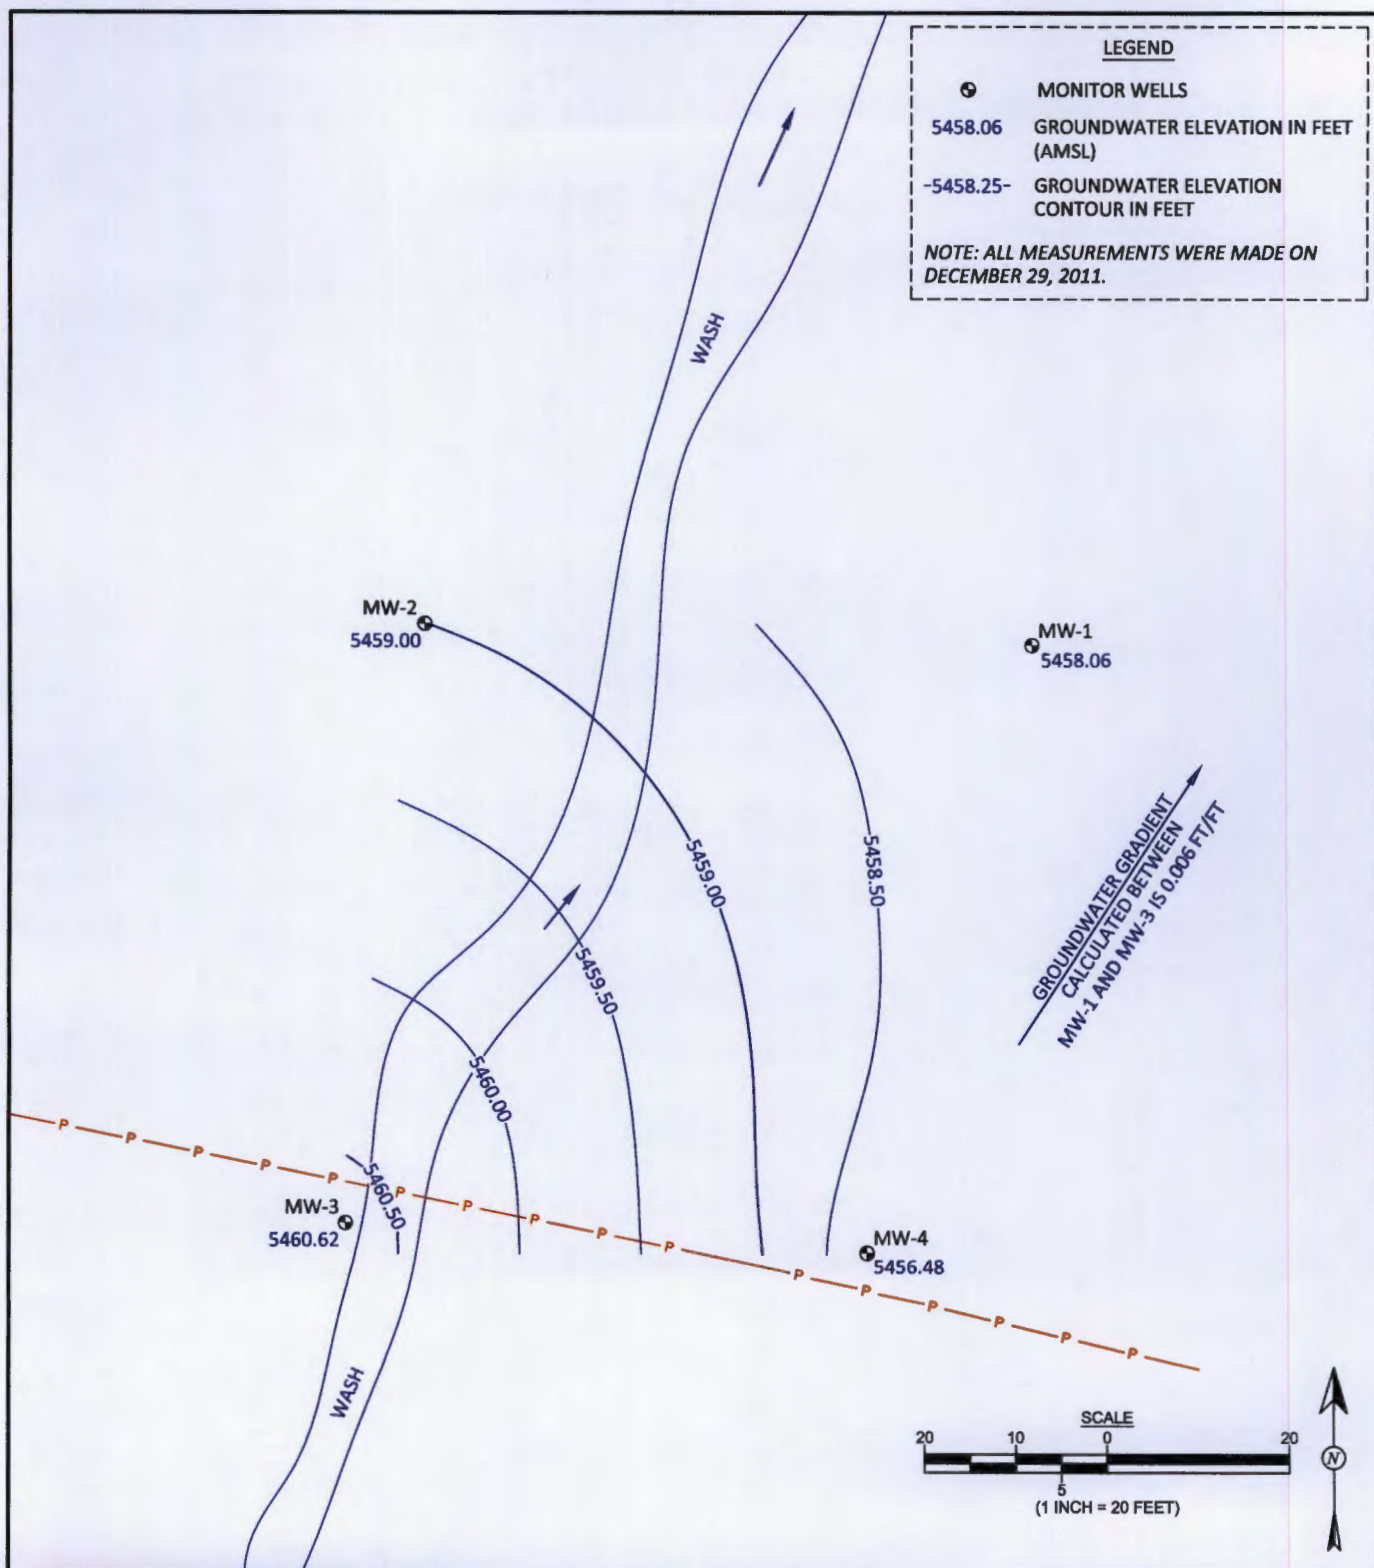 LEGEND
MONITOR WELLS
5458.06 GROUNDWATER ELEVATION IN FEET
(AMSL)
-5458.25- GROUNDWATER ELEVATION
CONTOUR IN FEET
NOTE: ALL MEASUREMENTS WERE MADE ON
DECEMBER 29, 2011.
WASH
MW-2
5459.00
MW-1
5458.06
5459.00
5458.50
GROUNDWATER GRADIENT
CALCULATED BETWEEN
MW-1 AND MW-3 IS 0.006 FT/FT
5459.50
5460.00
P P P P P P P P P P P P P P P P
5460.50
MW-3
5460.62
MW-4
5456.48
WASH
SCALE
20 10 0 20
5
(1 INCH = 20 FEET)
N